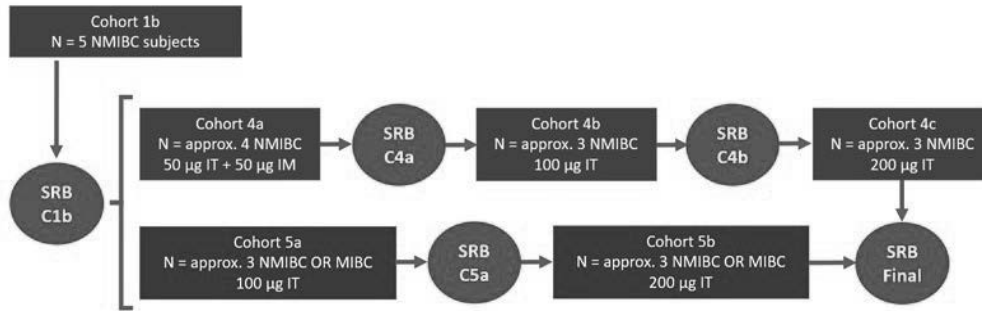 Cohort 1b
N = 5 NMIBC subjects
SRB
C1b
Cohort 4a
N = approx. 4 NMIBC
50 µg IT + 50 µg IM
SRB
C4a
Cohort 4b
N = approx. 3 NMIBC
100 µg IT
SRB
C4b
Cohort 4c
N = approx. 3 NMIBC
200 µg IT
Cohort 5a
N = approx. 3 NMIBC OR MIBC
100 µg IT
SRB
C5a
Cohort 5b
N = approx. 3 NMIBC OR MIBC
200 µg IT
SRB
Final